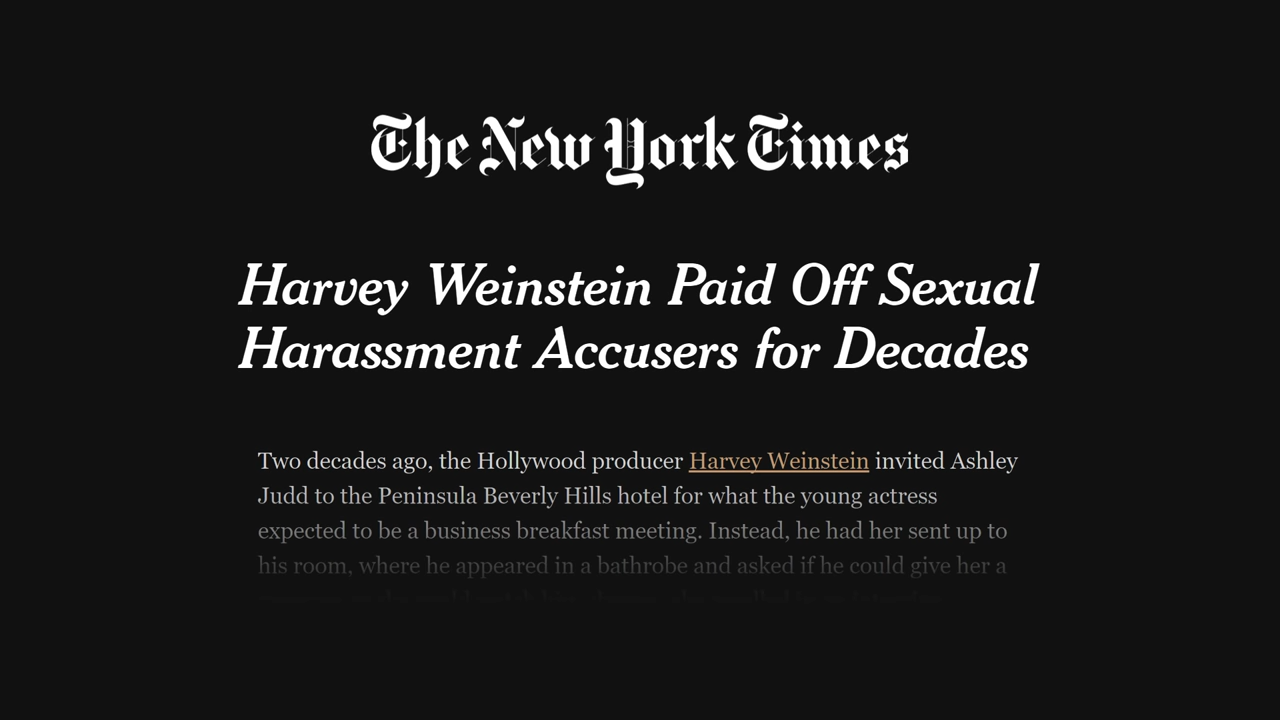 The New York Times
Harvey Weinstein Paid Off Sexual
Harassment Accusers for Decades
Two decades ago, the Hollywood producer Harvey Weinstein invited Ashley
Judd to the Peninsula Beverly Hills hotel for what the young actress
expected to be a business breakfast meeting. Instead, he had her sent up to
his room, where he appeared in a bathrobe and asked if he could give her a